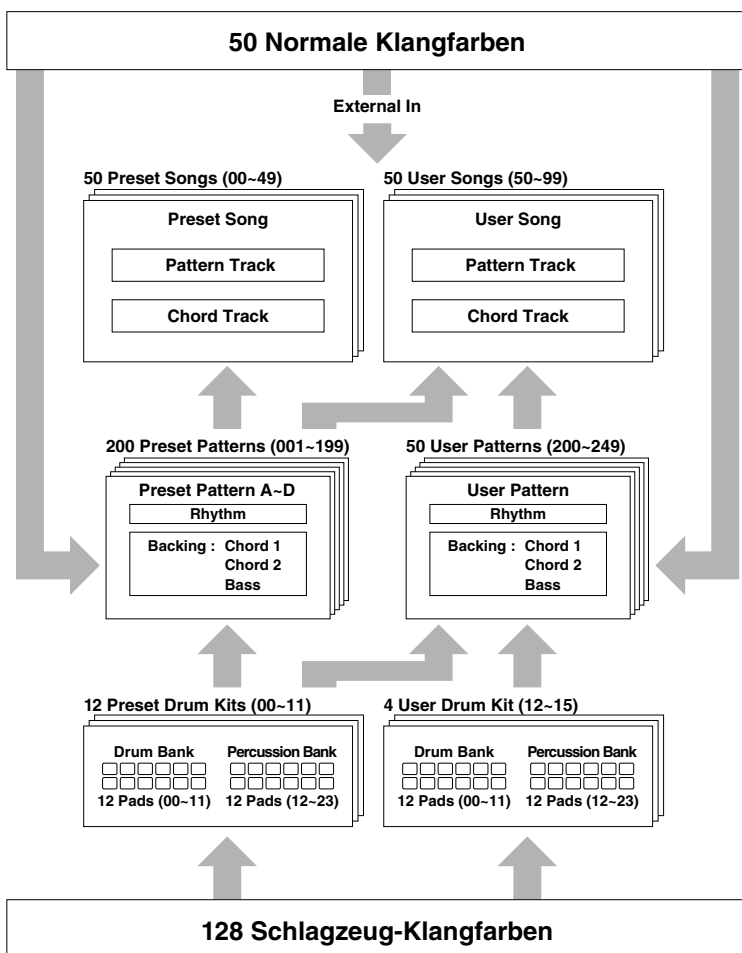 50 Normale Klangfarben
External In
50 Preset Songs (00~49)
Preset Song
Pattern Track
Chord Track
50 User Songs (50~99)
User Song
Pattern Track
Chord Track
200 Preset Patterns (001~199)
Preset Pattern A~D
Rhythm
Backing : Chord 1
Chord 2
Bass
50 User Patterns (200~249)
User Pattern
Rhythm
Backing : Chord 1
Chord 2
Bass
12 Preset Drum Kits (00~11)
Drum Bank
12 Pads (00~11)
Percussion Bank
12 Pads (12~23)
4 User Drum Kit (12~15)
Drum Bank
12 Pads (00~11)
Percussion Bank
12 Pads (12~23)
128 Schlagzeug-Klangfarben